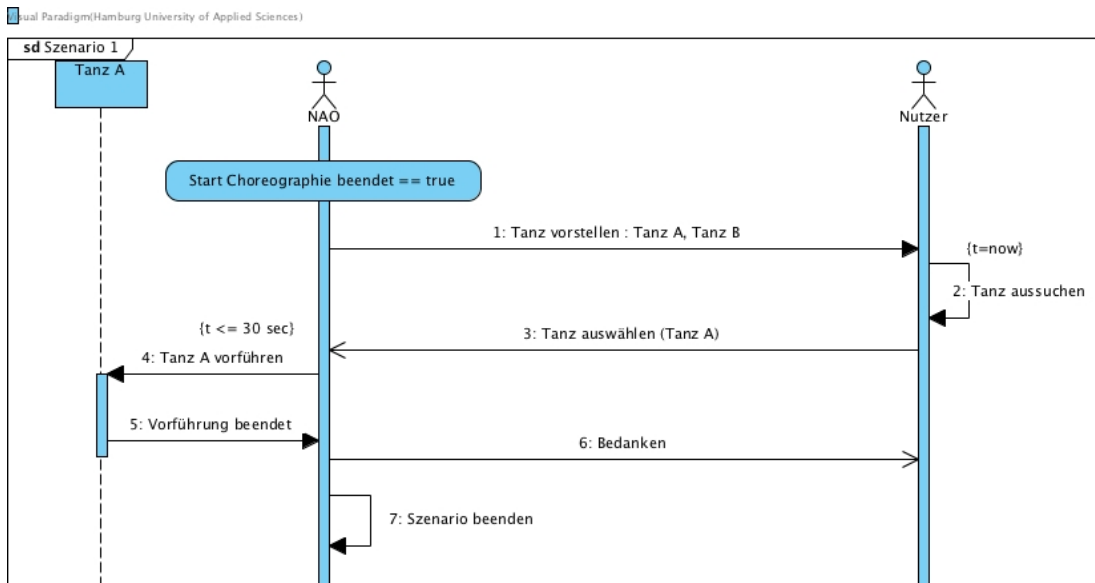 Visual Paradigm(Hamburg University of Applied Sciences)
sd Szenario 1
Tanz A
NAO
Nutzer
Start Choreographie beendet == true
1: Tanz vorstellen : Tanz A, Tanz B
{t=now}
2: Tanz aussuchen
{t <= 30 sec}
3: Tanz auswählen (Tanz A)
4: Tanz A vorführen
5: Vorführung beendet
6: Bedanken
7: Szenario beenden